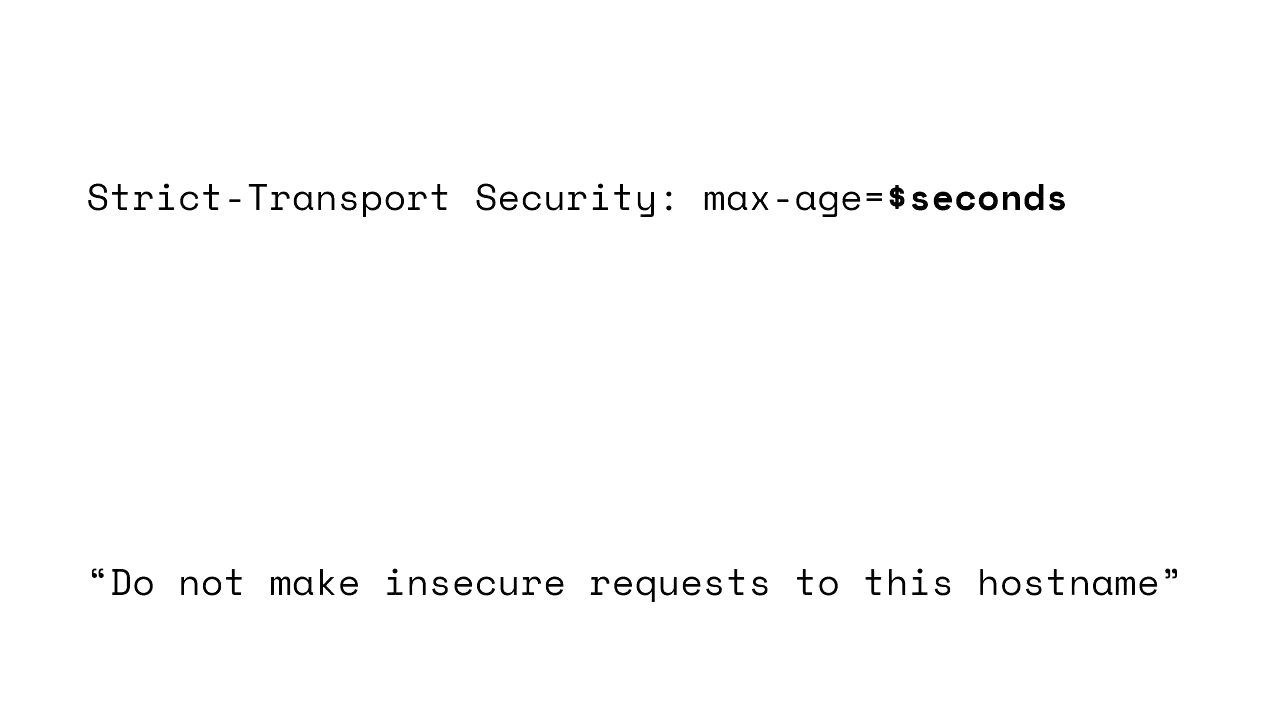 Strict-Transport Security: max-age=$seconds
“Do not make insecure requests to this hostname”